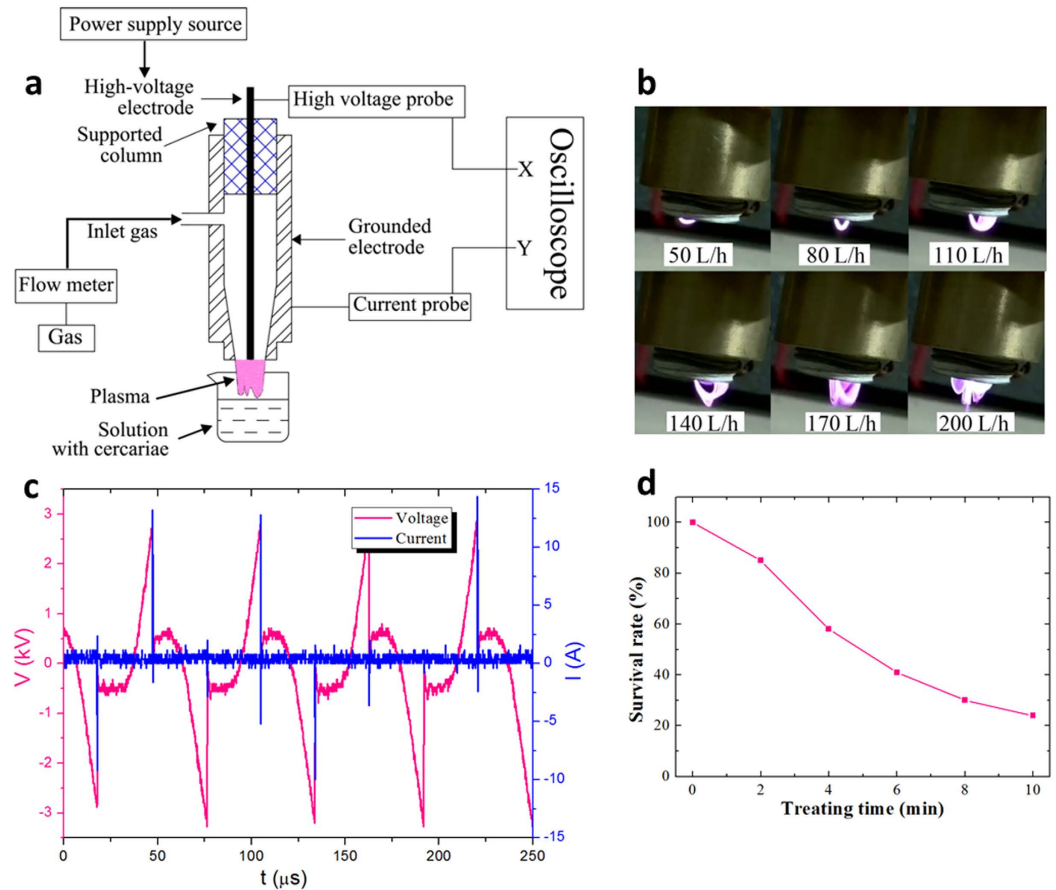 Power supply source
a
High-voltage
electrode
High voltage probe
Supported
column
X
Oscilloscope
Inlet gas
Grounded
electrode
Y
Flow meter
Current probe
Gas
Plasma
Solution
with cercariae
b
50 L/h
80 L/h
110 L/h
140 L/h
170 L/h
200 L/h
c
Voltage
Current
V (kV)
3
2
1
0
-1
-2
-3
15
10
5
0
-5
-10
-15
I (A)
0
50
100
150
200
250
t (μs)
d
Survival rate (%)
100
80
60
40
20
0
0
2
4
6
8
10
Treating time (min)